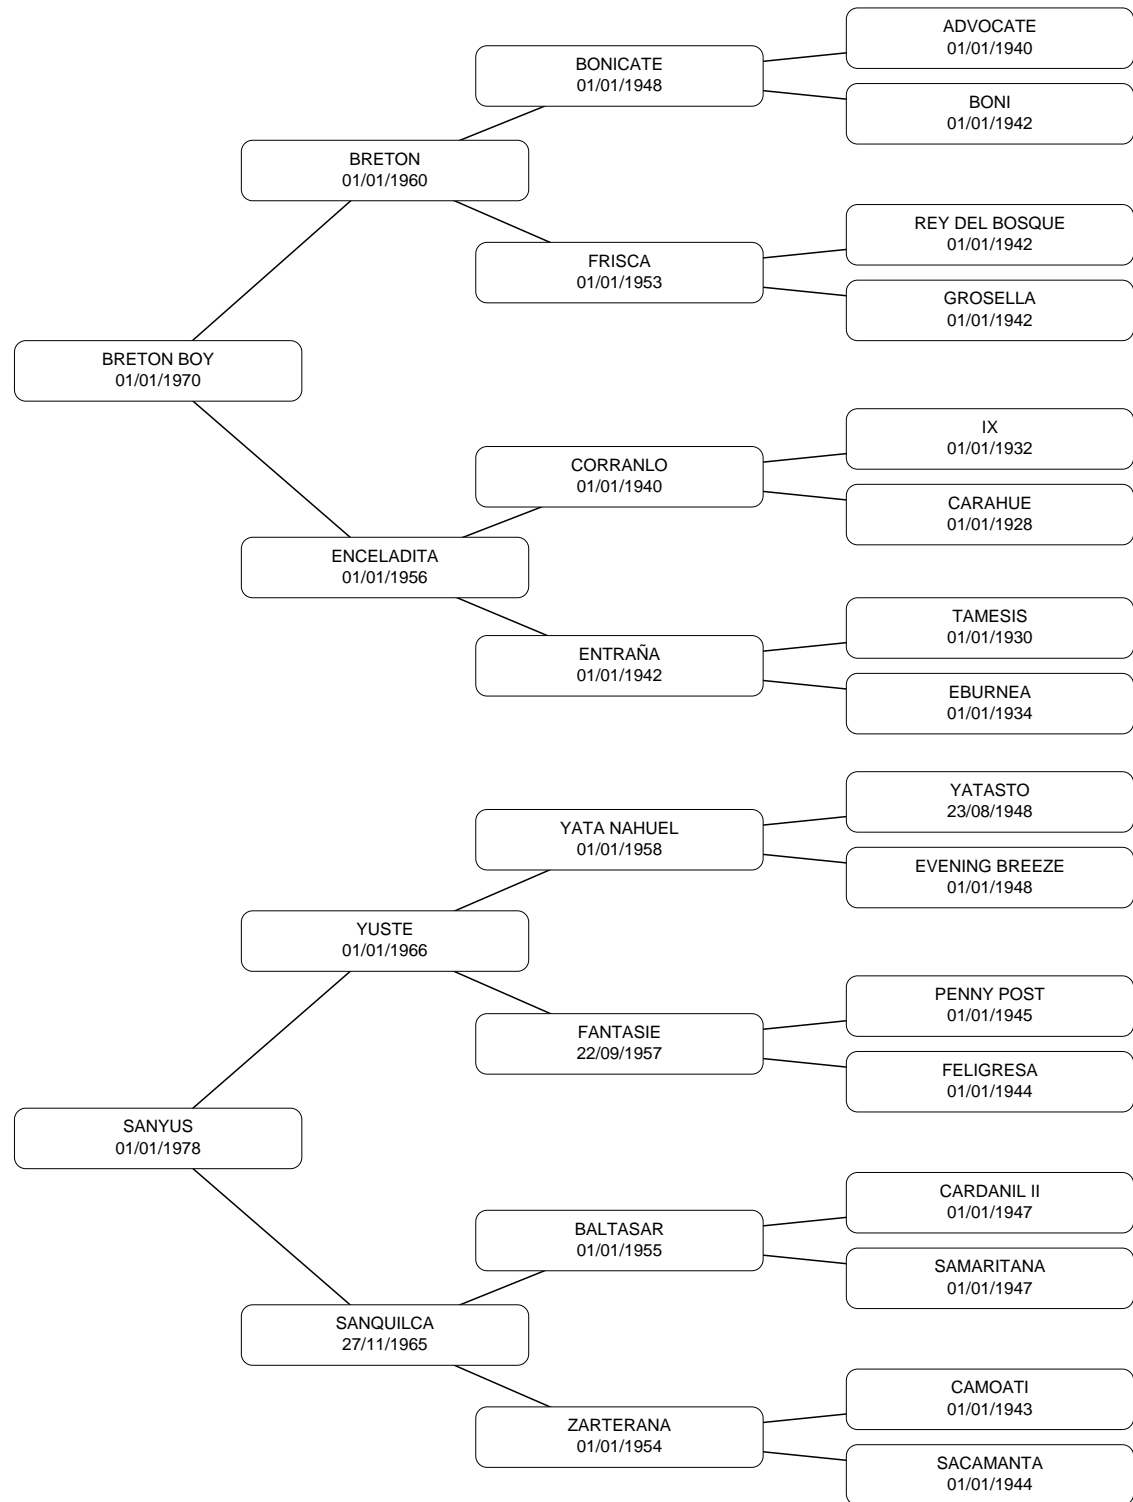 ADVOCATE
01/01/1940
BONICATE
01/01/1948
BONI
01/01/1942
BRETON
01/01/1960
REY DEL BOSQUE
01/01/1942
FRISCA
01/01/1953
GROSELLA
01/01/1942
BRETON BOY
01/01/1970
IX
01/01/1932
CORRANLO
01/01/1940
CARAHUE
01/01/1928
ENCELADITA
01/01/1956
TAMESIS
01/01/1930
ENTRAÑA
01/01/1942
EBURNEA
01/01/1934
YATASTO
23/08/1948
YATA NAHUEL
01/01/1958
EVENING BREEZE
01/01/1948
YUSTE
01/01/1966
PENNY POST
01/01/1945
FANTASIE
22/09/1957
FELIGRESA
01/01/1944
SANYUS
01/01/1978
CARDANIL II
01/01/1947
BALTASAR
01/01/1955
SAMARITANA
01/01/1947
SANQUILCA
27/11/1965
CAMOATI
01/01/1943
ZARTERANA
01/01/1954
SACAMANTA
01/01/1944